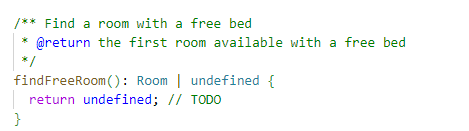 /** Find a room with a free bed
 * @return the first room available with a free bed
 */
findFreeRoom(): Room | undefined {
  return undefined; // TODO
}